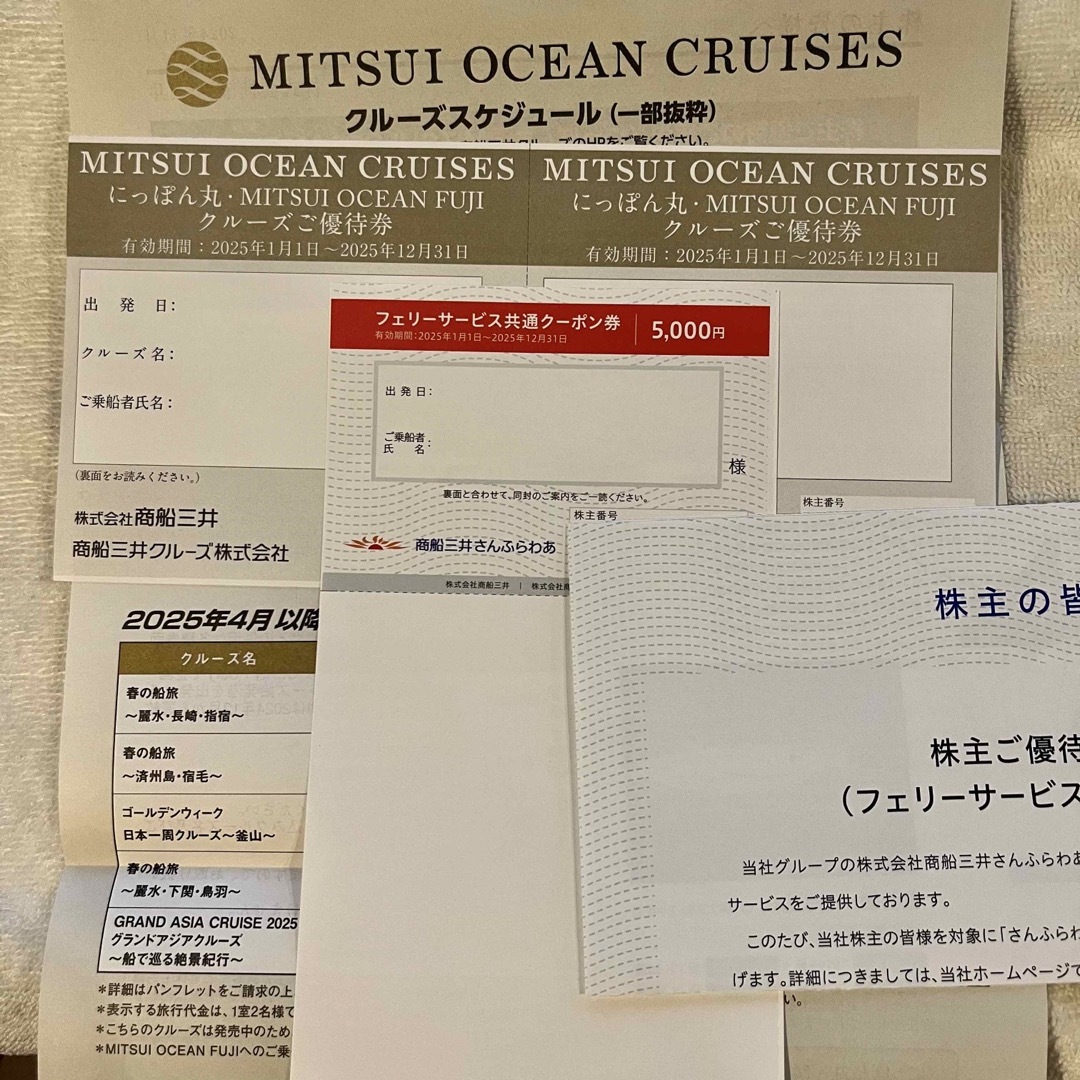 MITSUI OCEAN CRUISES
クルーズスケジュール(一部抜粋)
MITSUI OCEAN CRUISES
にっぽん丸・MITSUI OCEAN FUJI
クルーズご優待券
有効期間:2025年1月1日~2025年12月31日
出発日:
クルーズ名:
ご乗船者氏名:
(裏面をお読みください。)
株式会社商船三井
商船三井クルーズ株式会社
MITSUI OCEAN CRUISES
にっぽん丸・MITSUI OCEAN FUJI
クルーズご優待券
有効期間:2025年1月1日~2025年12月31日
株主番号
フェリーサービス共通クーポン券 5,000円
有効期間:2025年1月1日~2025年12月31日
出発日:
ご乗船者氏名:
様
裏面と合わせて、同封のご案内をご一読ください。
株主番号
商船三井さんふらわあ
株式会社商船三井 | 株式会社商
2025年4月以降
クルーズ名
春の船旅
~麗水・長崎・指宿~
春の船旅
~済州島・宿毛~
ゴールデンウィーク
日本一周クルーズ~釜山~
春の船旅
~麗水・下関・鳥羽~
GRAND ASIA CRUISE 2025
グランドアジアクルーズ
~船で巡る絶景紀行~
*詳細はパンフレットをご請求の上
*表示する旅行代金は、1室2名様で
*こちらのクルーズは発売中のため
*MITSUI OCEAN FUJIへのご乗
株主の皆
株主ご優待
(フェリーサービス
当社グループの株式会社商船三井さんふらわあ
サービスをご提供しております。
このたび、当社株主の皆様を対象に「さんふらわ
げます。詳細につきましては、当社ホームページで
い。